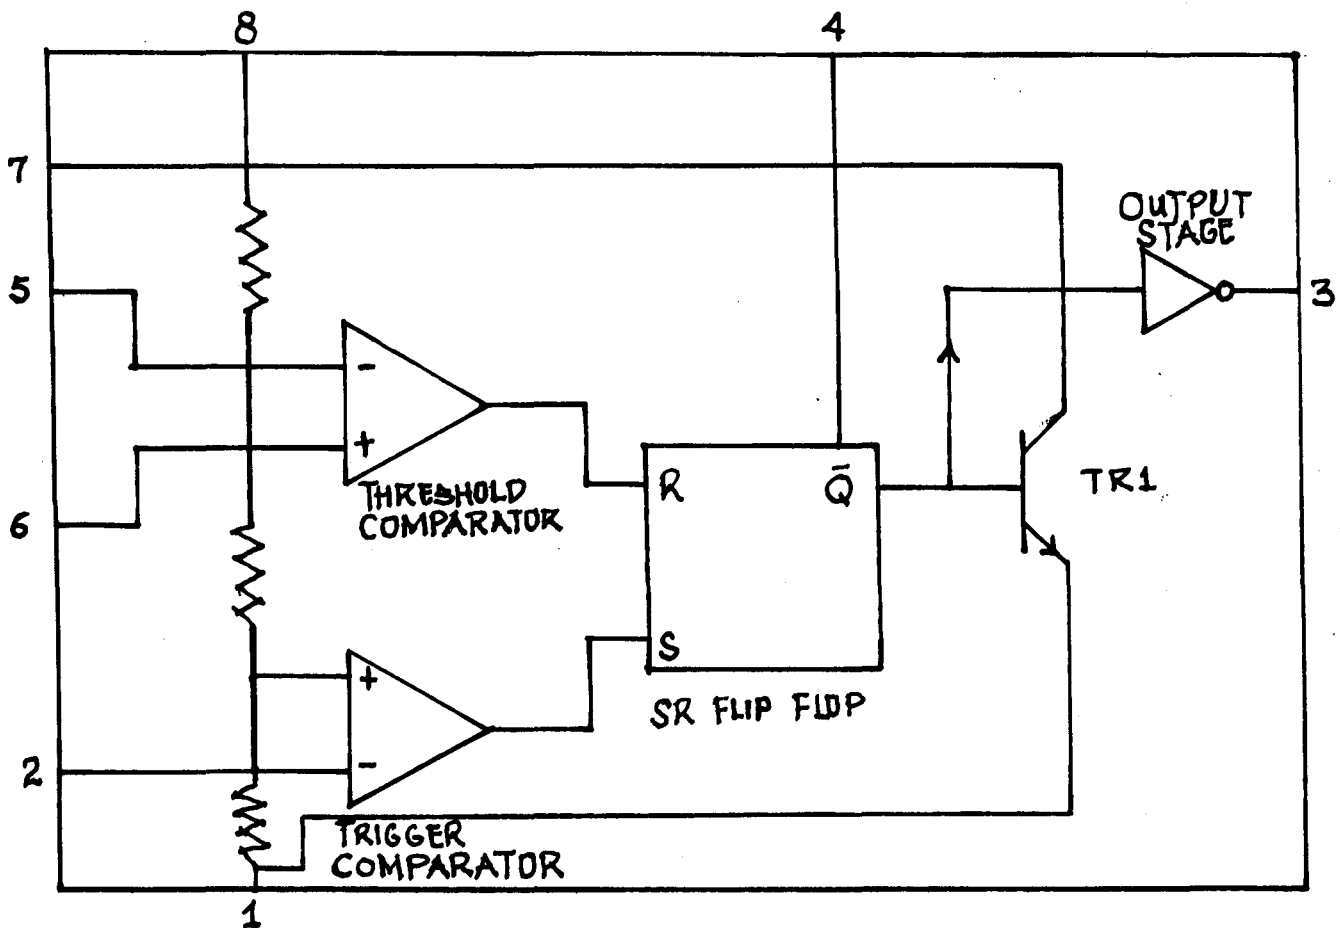 8
4
7
OUTPUT
STAGE
5
3
-
+
THRESHOLD
COMPARATOR
R
Q̄
TR1
6
S
+
SR FLIP FLOP
2
-
TRIGGER
COMPARATOR
1